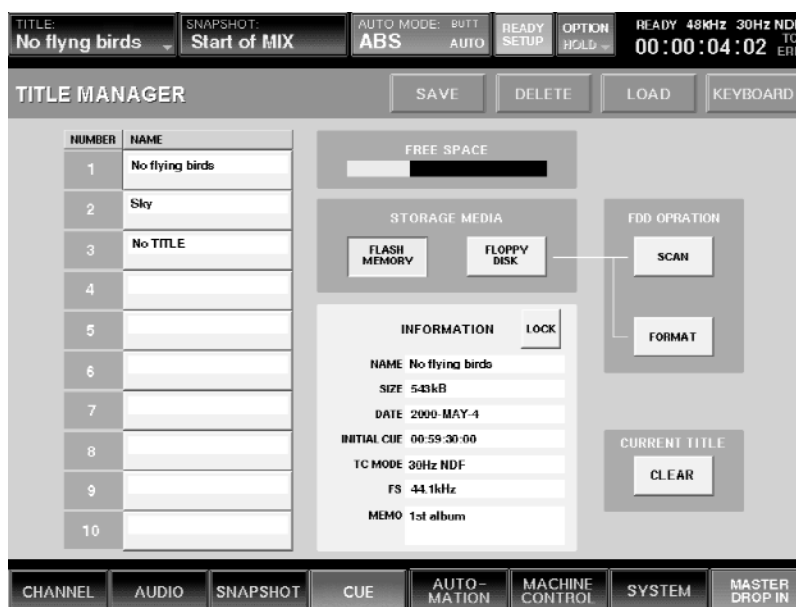 TITLE: SNAPSHOT: AUTO MODE: BUTT READY SETUP OPTION HOLD READY 48kHz 30Hz ND
No flyng birds Start of MIX ABS AUTO 00:00:04:02 TC ER
TITLE MANAGER SAVE DELETE LOAD KEYBOARD
NUMBER NAME
1 No flying birds
2 Sky
3 No TITLE
4
5
6
7
8
9
10
FREE SPACE
STORAGE MEDIA
FLASH MEMORY
FLOPPY DISK
FDD OPRATION
SCAN
FORMAT
INFORMATION LOCK
NAME No flying birds
SIZE 543kB
DATE 2000-MAY-4
INITIAL CUE 00:59:30:00
TC MODE 30Hz NDF
FS 44.1kHz
MEMO 1st album
CURRENT TITLE
CLEAR
CHANNEL AUDIO SNAPSHOT CUE AUTO-MATION MACHINE CONTROL SYSTEM MASTER DROP IN